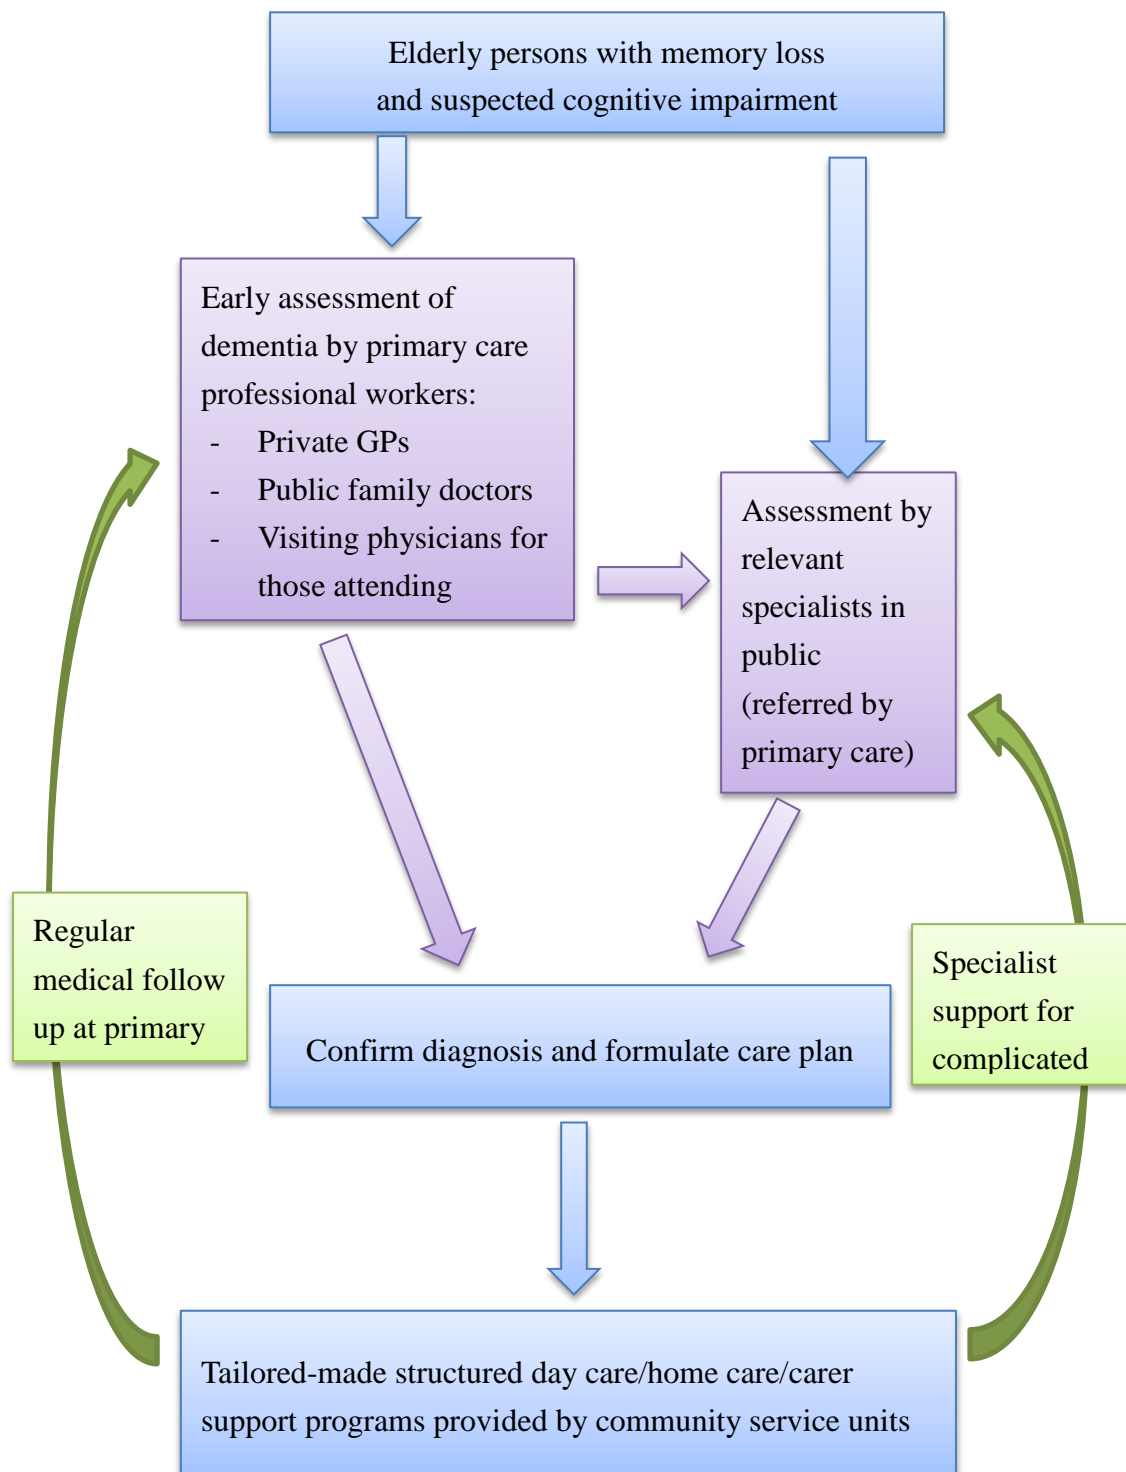 Elderly persons with memory loss
and suspected cognitive impairment
Early assessment of
dementia by primary care
professional workers:
- Private GPs
- Public family doctors
- Visiting physicians for
those attending
Assessment by
relevant
specialists in
public
(referred by
primary care)
Regular
medical follow
up at primary
Specialist
support for
complicated
Confirm diagnosis and formulate care plan
Tailored-made structured day care/home care/carer
support programs provided by community service units